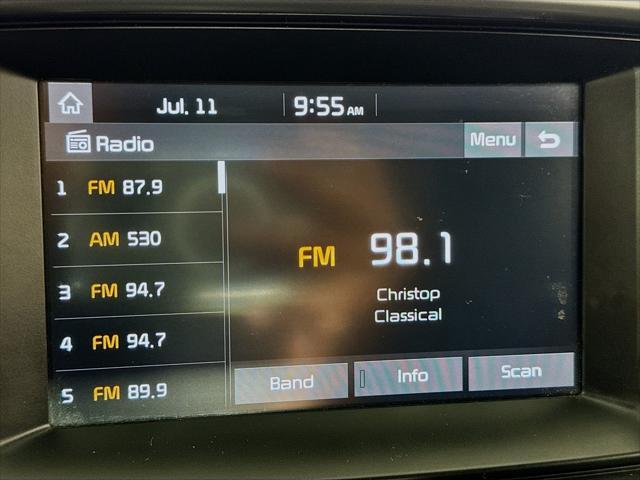 Jul. 11 9:55 AM
Radio Menu
1 FM 87.9
2 AM 530
3 FM 94.7
4 FM 94.7
5 FM 89.9
FM 98.1
Christop
Classical
Band Info Scan